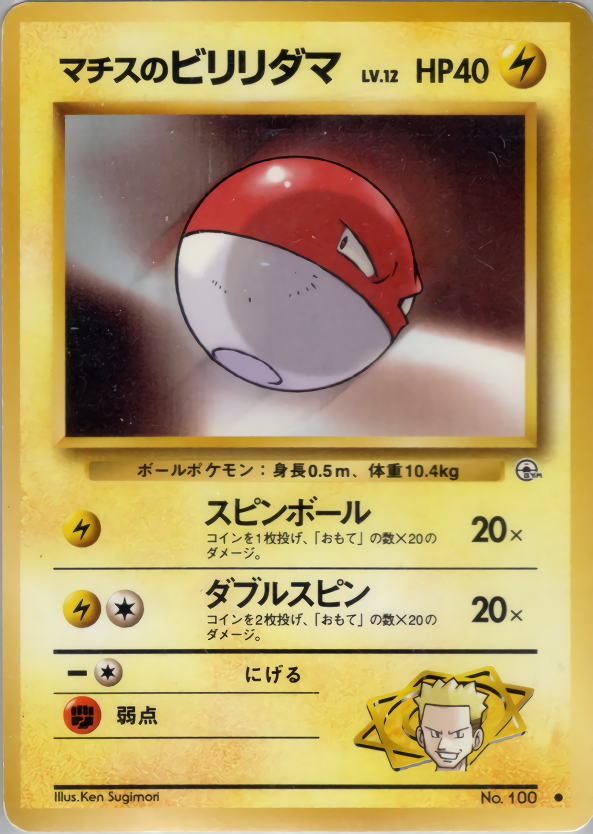 マチスのビリリダマ LV.12 HP40
ボールポケモン：身長0.5m、体重10.4kg
GYM
スピンボール 20×
コインを1枚投げ、「おもて」の数×20の
ダメージ。
ダブルスピン 20×
コインを2枚投げ、「おもて」の数×20の
ダメージ。
ー にげる
弱点
Illus.Ken Sugimori No. 100 ●